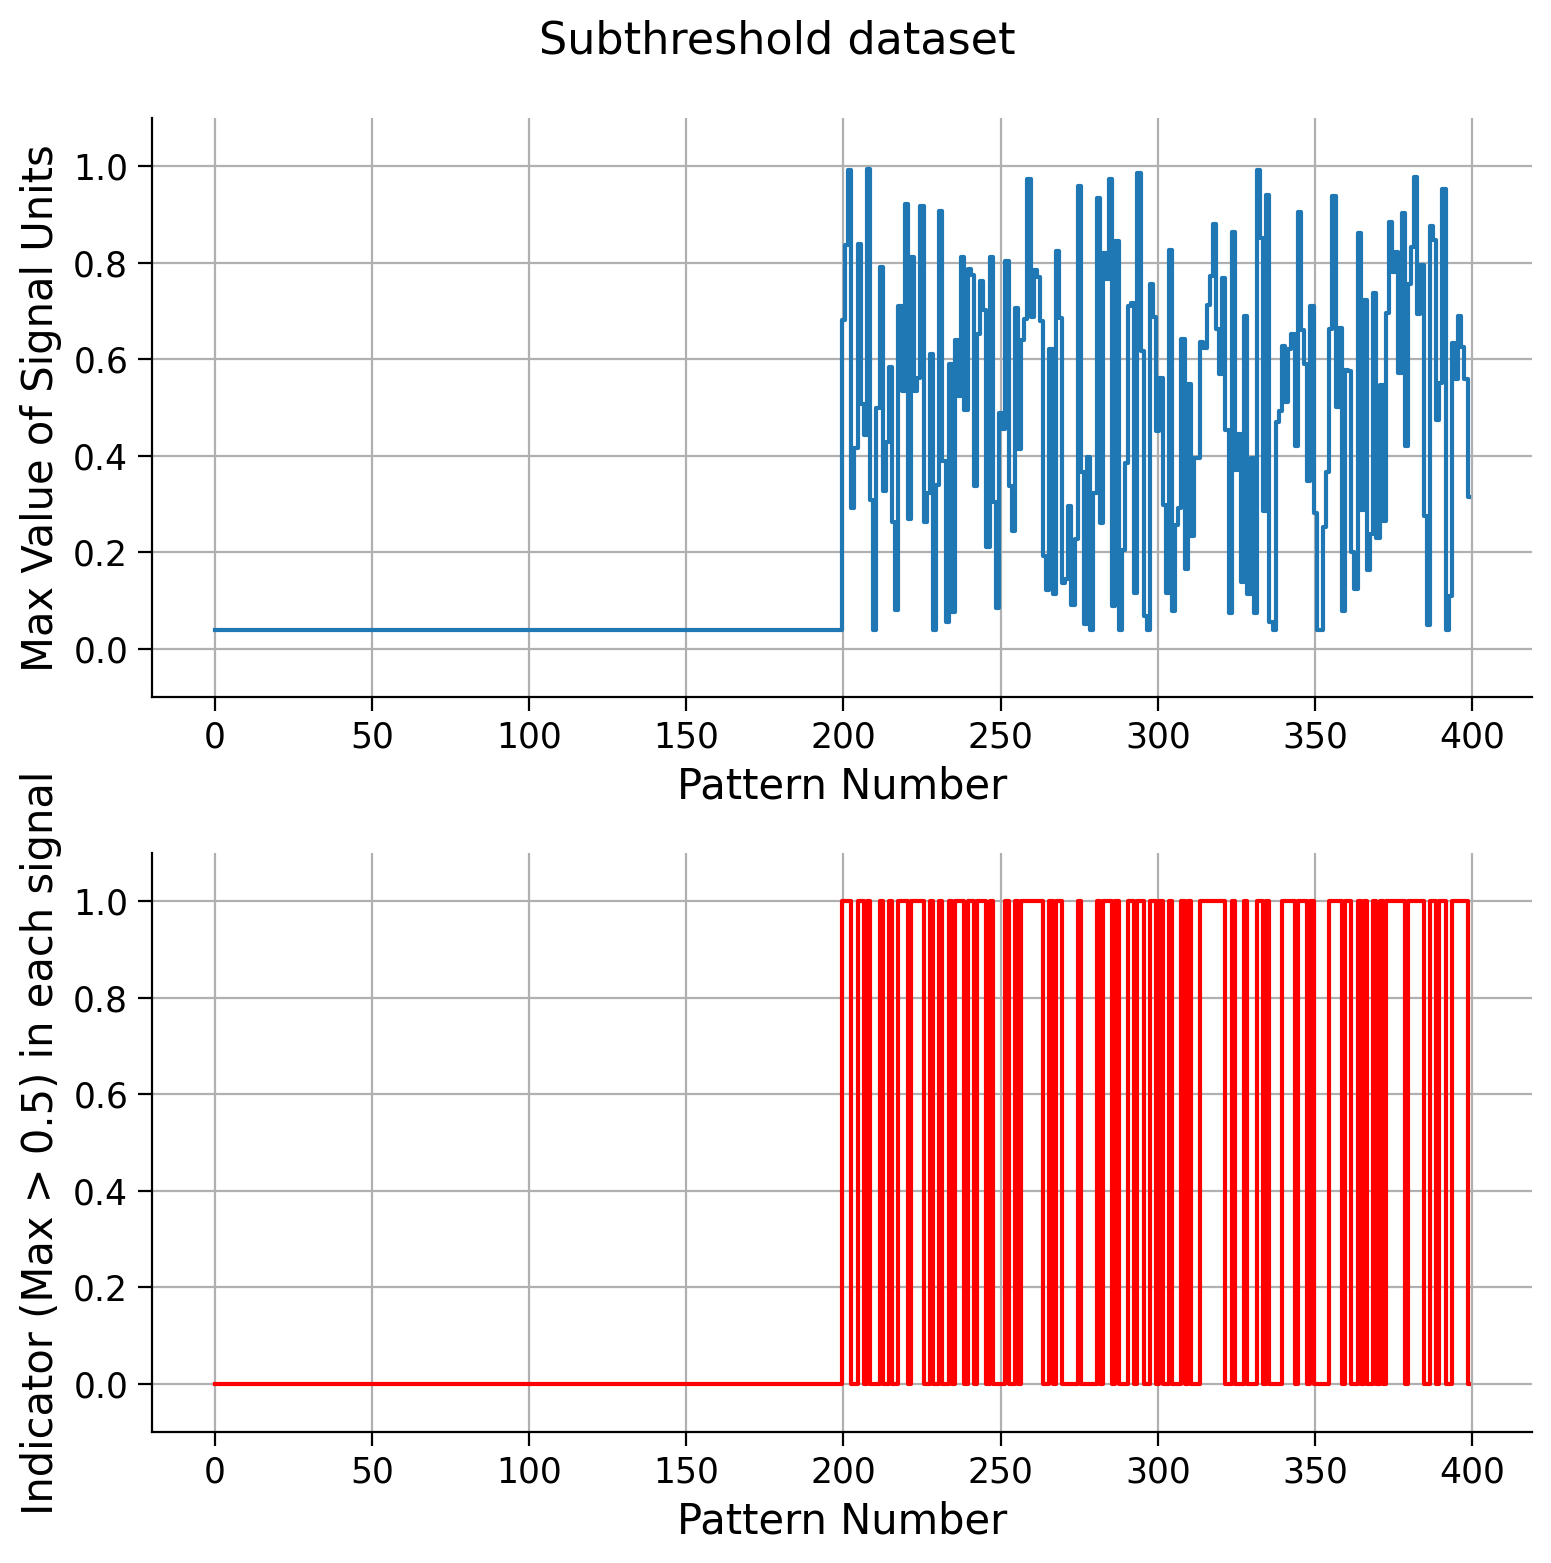 Subthreshold dataset
Max Value of Signal Units
1.0
0.8
0.6
0.4
0.2
0.0
0 50 100 150 200 250 300 350 400
Pattern Number
Indicator (Max > 0.5) in each signal
1.0
0.8
0.6
0.4
0.2
0.0
0 50 100 150 200 250 300 350 400
Pattern Number